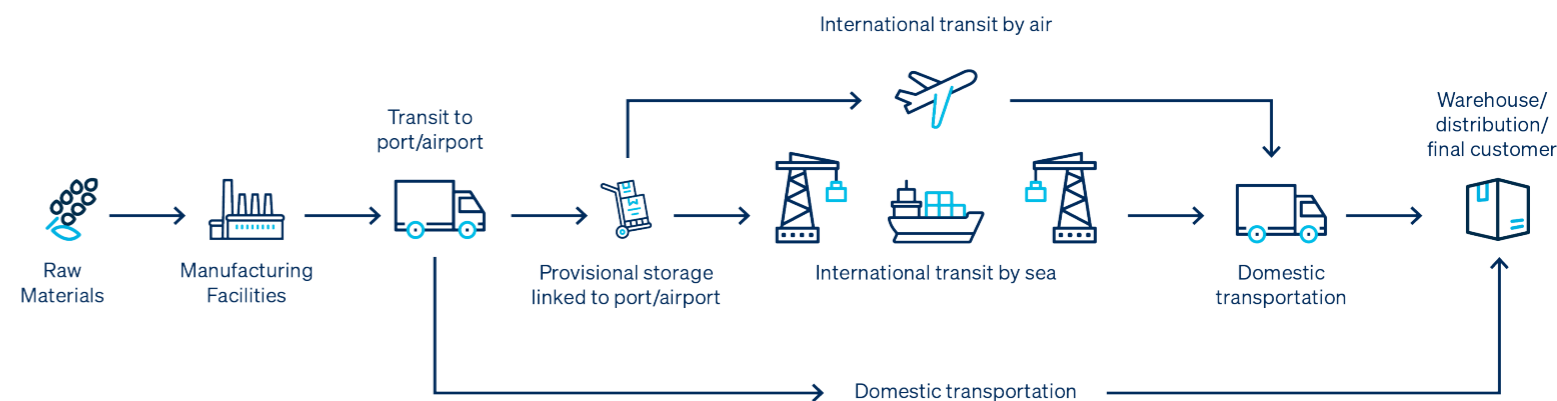 International transit by air
Transit to
port/airport
Warehouse/
distribution/
final customer
Raw
Materials
Manufacturing
Facilities
Provisional storage
linked to port/airport
International transit by sea
Domestic
transportation
Domestic transportation